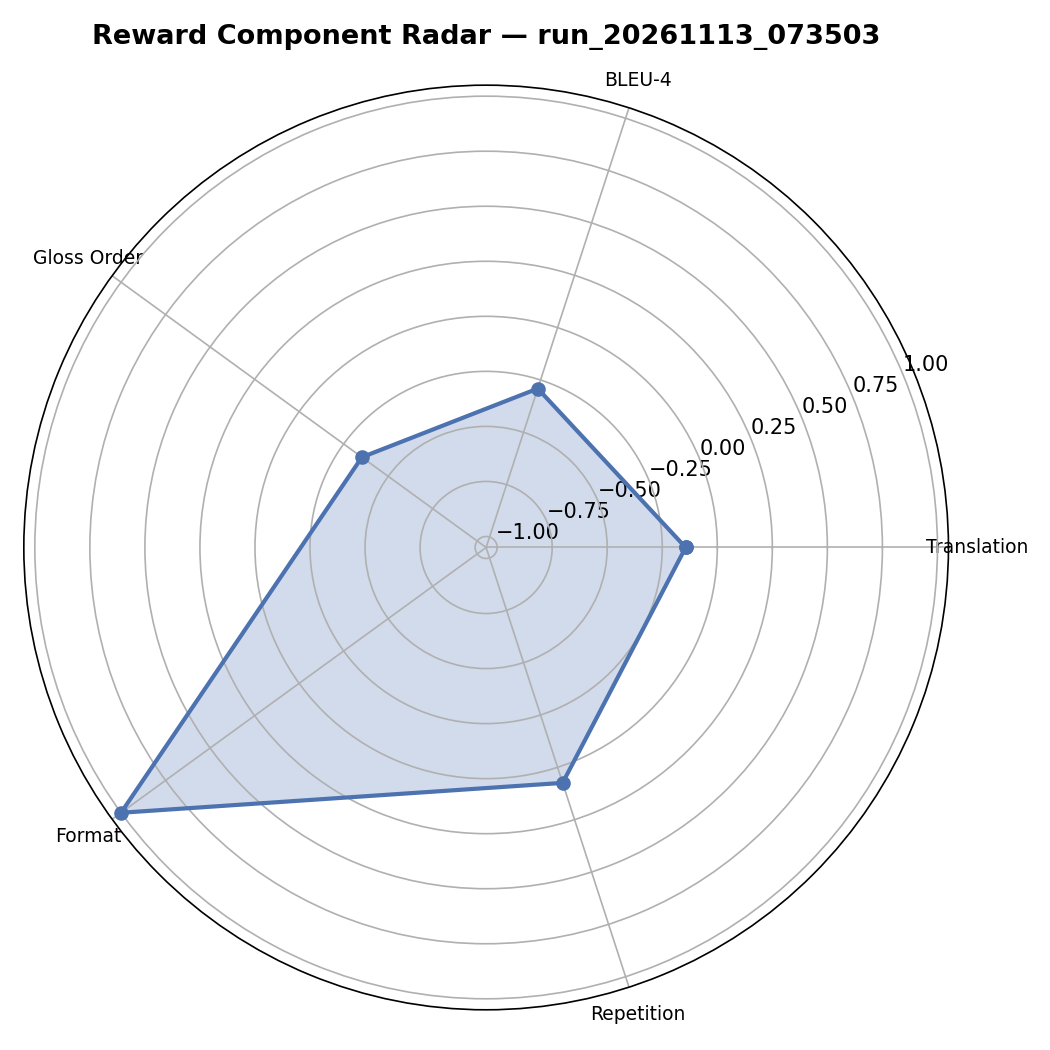 Reward Component Radar — run_20261113_073503
BLEU-4
Gloss Order
1.00
0.75
0.50
0.25
0.00
−0.25
−0.50
−0.75
−1.00
Translation
Format
Repetition